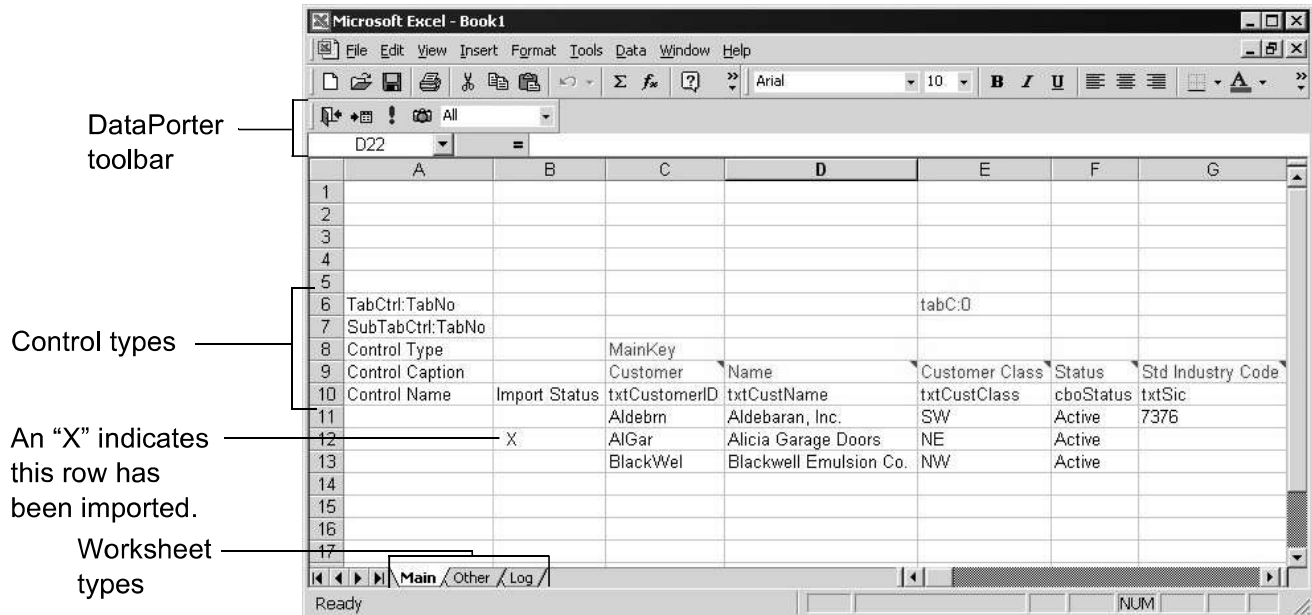 Microsoft Excel - Book1
File Edit View Insert Format Tools Data Window Help
Arial 10 B I U A
All
D22 =
DataPorter
toolbar
A B C D E F G
1
2
3
4
5
6 TabCtrl:TabNo tabC:0
7 SubTabCtrl:TabNo
8 Control Type MainKey
9 Control Caption Customer Name Customer Class Status Std Industry Code
10 Control Name Import Status txtCustomerID txtCustName txtCustClass cboStatus txtSic
11 Aldebrn Aldebaran, Inc. SW Active 7376
12 X AlGar Alicia Garage Doors NE Active
13 BlackWel Blackwell Emulsion Co. NW Active
14
15
16
17
Control types
An “X” indicates
this row has
been imported.
Worksheet
types
Main Other Log
Ready NUM